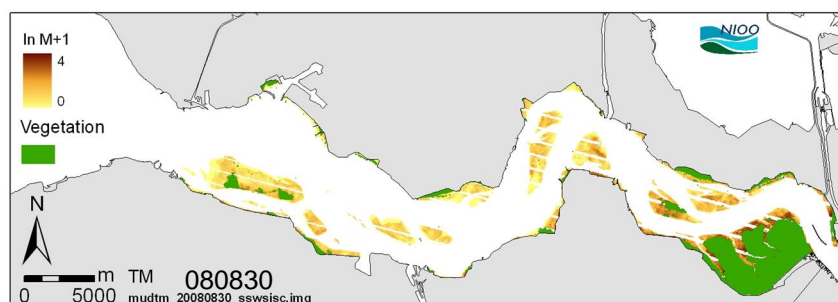 ln M+1
4
0
Vegetation
NIOO
N
m
0 5000
TM 080830
mudtm_20080830_sswsisc.img